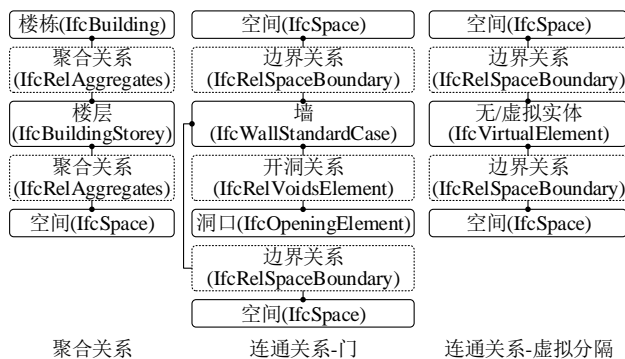 楼栋(IfcBuilding)
聚合关系
(IfcRelAggregates)
楼层
(IfcBuildingStorey)
聚合关系
(IfcRelAggregates)
空间(IfcSpace)
聚合关系
空间(IfcSpace)
边界关系
(IfcRelSpaceBoundary)
墙
(IfcWallStandardCase)
开洞关系
(IfcRelVoidsElement)
洞口(IfcOpeningElement)
边界关系
(IfcRelSpaceBoundary)
空间(IfcSpace)
连通关系-门
空间(IfcSpace)
边界关系
(IfcRelSpaceBoundary)
无/虚拟实体
(IfcVirtualElement)
边界关系
(IfcRelSpaceBoundary)
空间(IfcSpace)
连通关系-虚拟分隔